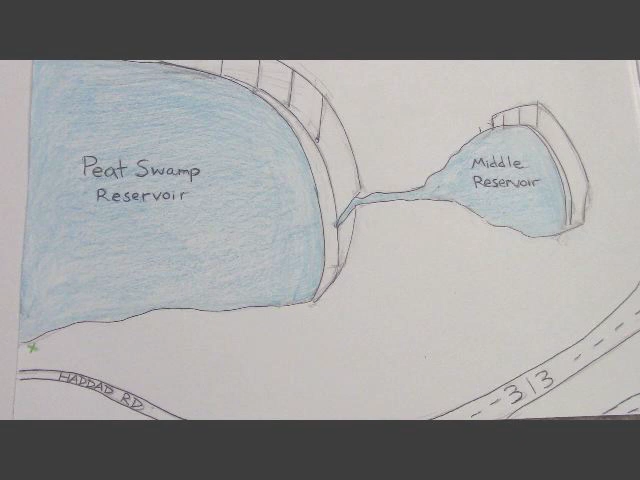 Peat Swamp
Reservoir
Middle
Reservoir
HADDAD RD.
313